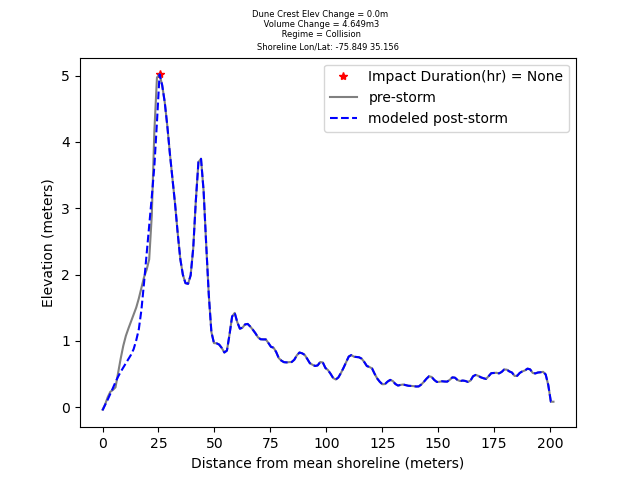 Dune Crest Elev Change = 0.0m
Volume Change = 4.649m3
Regime = Collision
Shoreline Lon/Lat: -75.849 35.156
Impact Duration(hr) = None
pre-storm
modeled post-storm
Elevation (meters)
5
4
3
2
1
0
0 25 50 75 100 125 150 175 200
Distance from mean shoreline (meters)